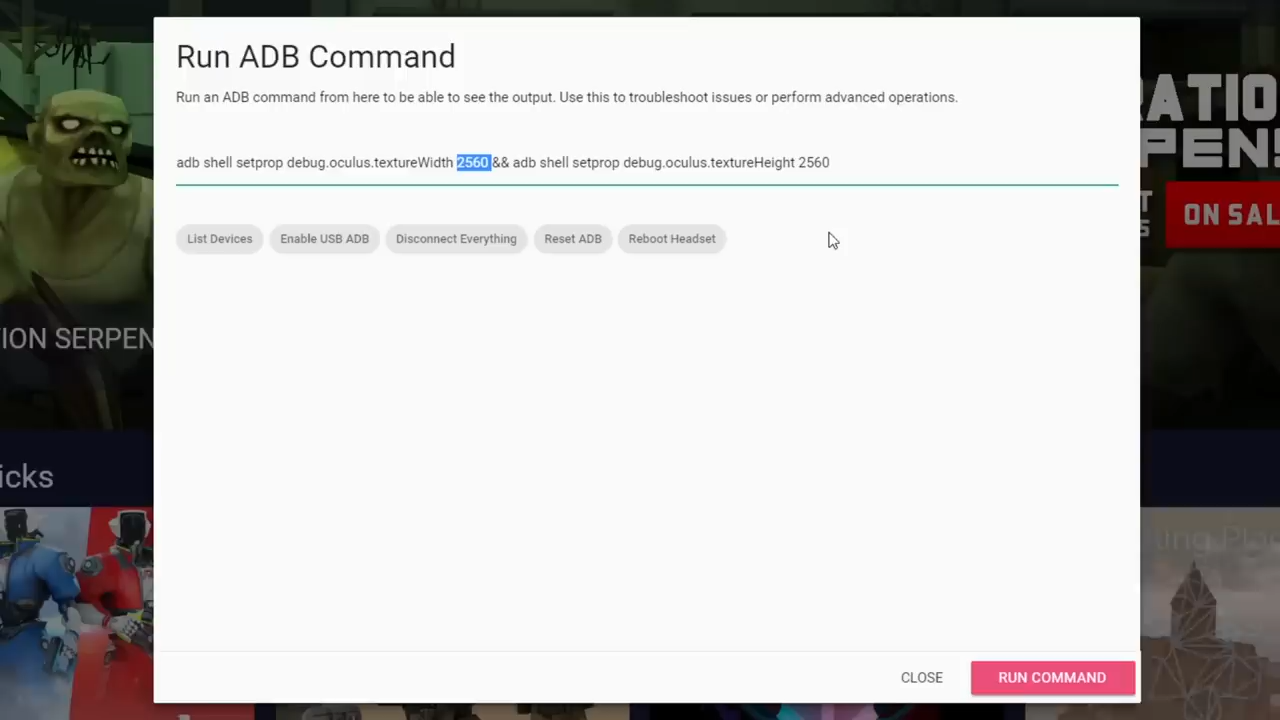 Run ADB Command
Run an ADB command from here to be able to see the output. Use this to troubleshoot issues or perform advanced operations.
adb shell setprop debug.oculus.textureWidth 2560 && adb shell setprop debug.oculus.textureHeight 2560
List Devices
Enable USB ADB
Disconnect Everything
Reset ADB
Reboot Headset
CLOSE
RUN COMMAND
RATIO
PENS
ON SAL
ION SERPEN
icks